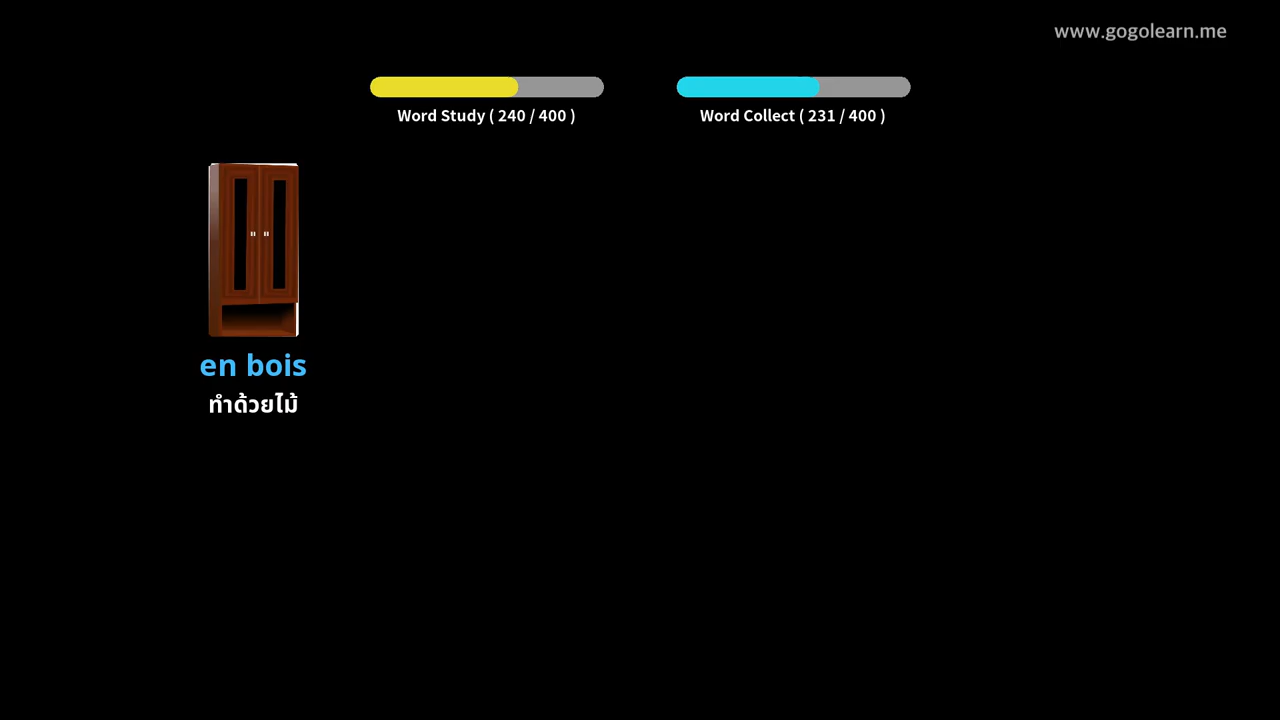 www.gogolearn.me
Word Study ( 240 / 400 )
Word Collect ( 231 / 400 )
en bois
ทำด้วยไม้